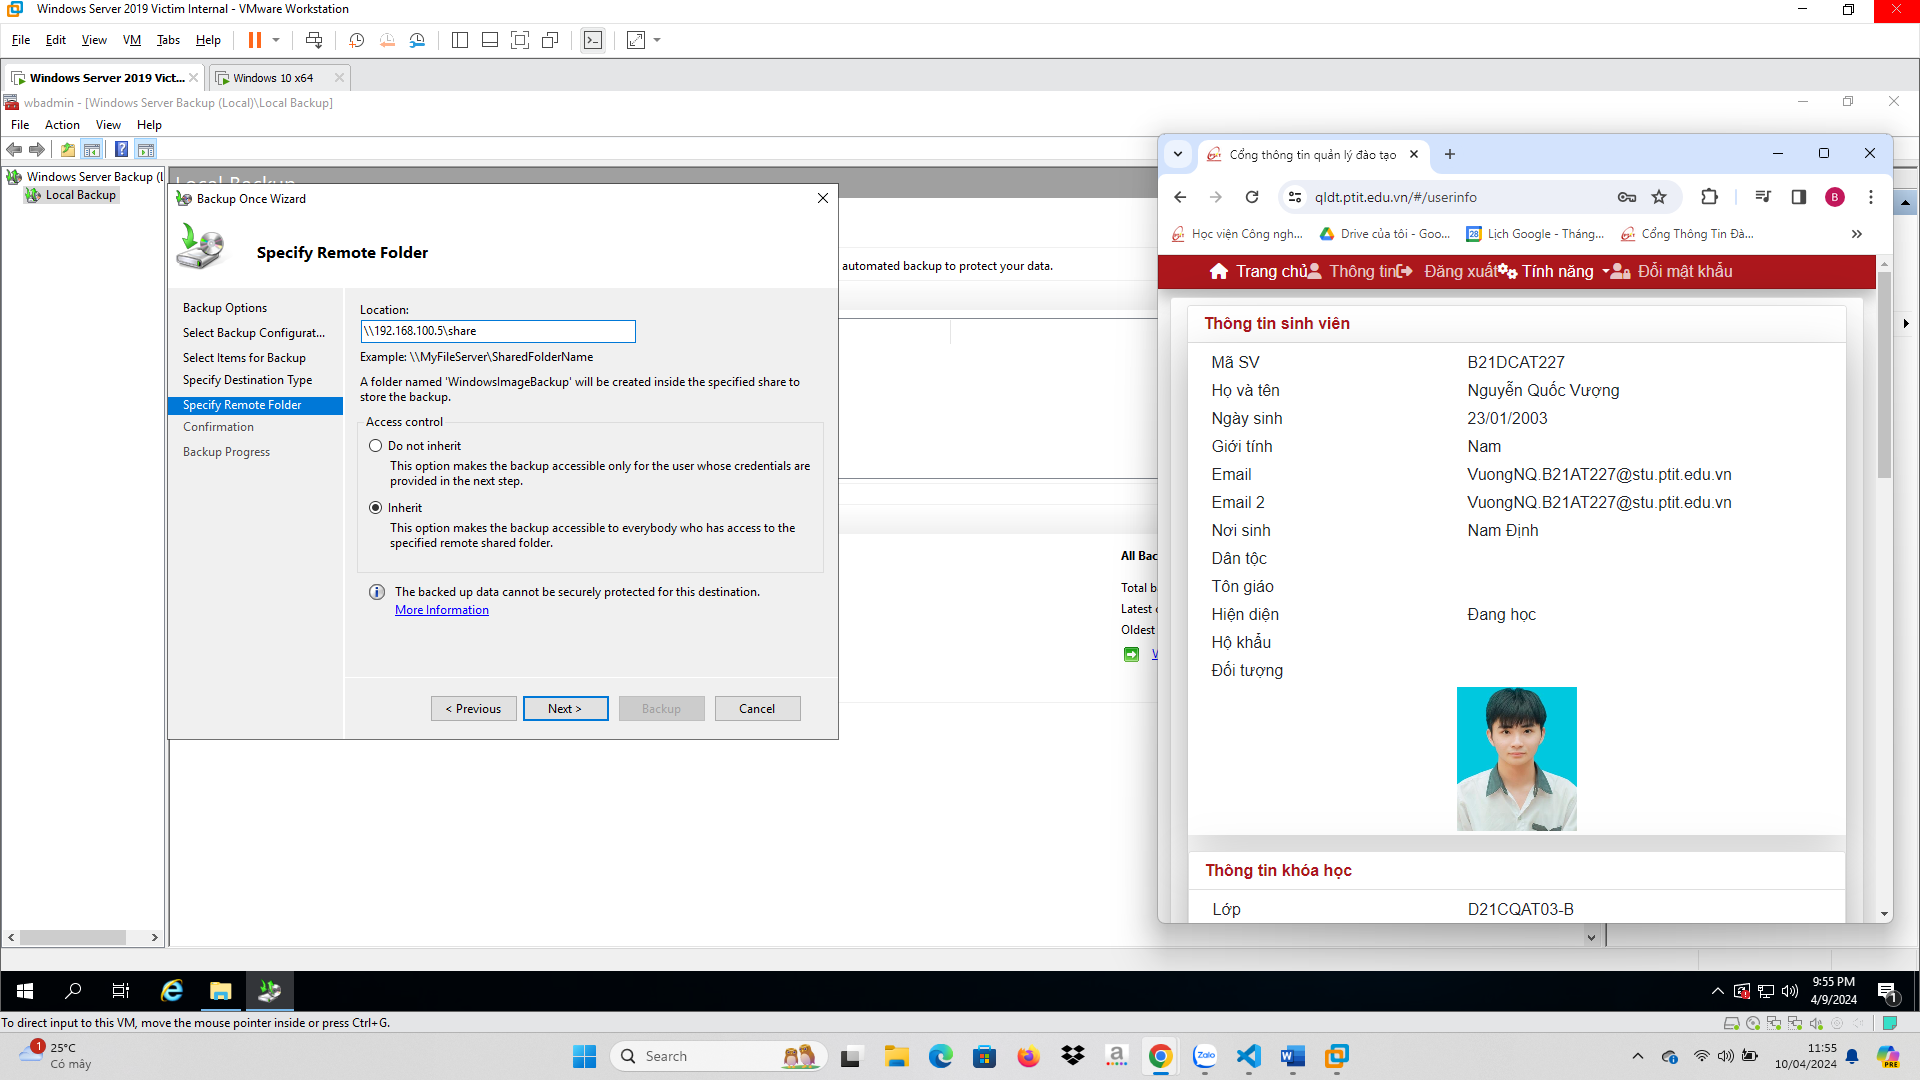 Windows Server 2019 Victim Internal - VMware Workstation
File Edit View VM Tabs Help
Windows Server 2019 Vict... Windows 10 x64
wbadmin - [Windows Server Backup (Local)\Local Backup]
File Action View Help
Windows Server Backup (L
Local Backup
Local Backup
Backup Once Wizard
Specify Remote Folder
Backup Options
Select Backup Configurat...
Select Items for Backup
Specify Destination Type
Specify Remote Folder
Confirmation
Backup Progress
Location:
\\192.168.100.5\share
Example: \\MyFileServer\SharedFolderName
A folder named 'WindowsImageBackup' will be created inside the specified share to
store the backup.
Access control
Do not inherit
This option makes the backup accessible only for the user whose credentials are
provided in the next step.
Inherit
This option makes the backup accessible to everybody who has access to the
specified remote shared folder.
The backed up data cannot be securely protected for this destination.
More Information
< Previous Next > Backup Cancel
automated backup to protect your data.
All Bac
Total b
Latest
Oldest
V
Cổng thông tin quản lý đào tạo
qldt.ptit.edu.vn/#/userinfo
B
Học viện Công ngh... Drive của tôi - Goo... 28 Lịch Google - Tháng... Cổng Thông Tin Đà...
Trang chủ Thông tin Đăng xuất Tính năng Đổi mật khẩu
Thông tin sinh viên
Mã SV B21DCAT227
Họ và tên Nguyễn Quốc Vượng
Ngày sinh 23/01/2003
Giới tính Nam
Email VuongNQ.B21AT227@stu.ptit.edu.vn
Email 2 VuongNQ.B21AT227@stu.ptit.edu.vn
Nơi sinh Nam Định
Dân tộc
Tôn giáo
Hiện diện Đang học
Hộ khẩu
Đối tượng
Thông tin khóa học
Lớp D21CQAT03-B
9:55 PM
4/9/2024
1
To direct input to this VM, move the mouse pointer inside or press Ctrl+G.
1
25°C
Có mây
Search
a
Zalo
W
11:55
10/04/2024
PRE